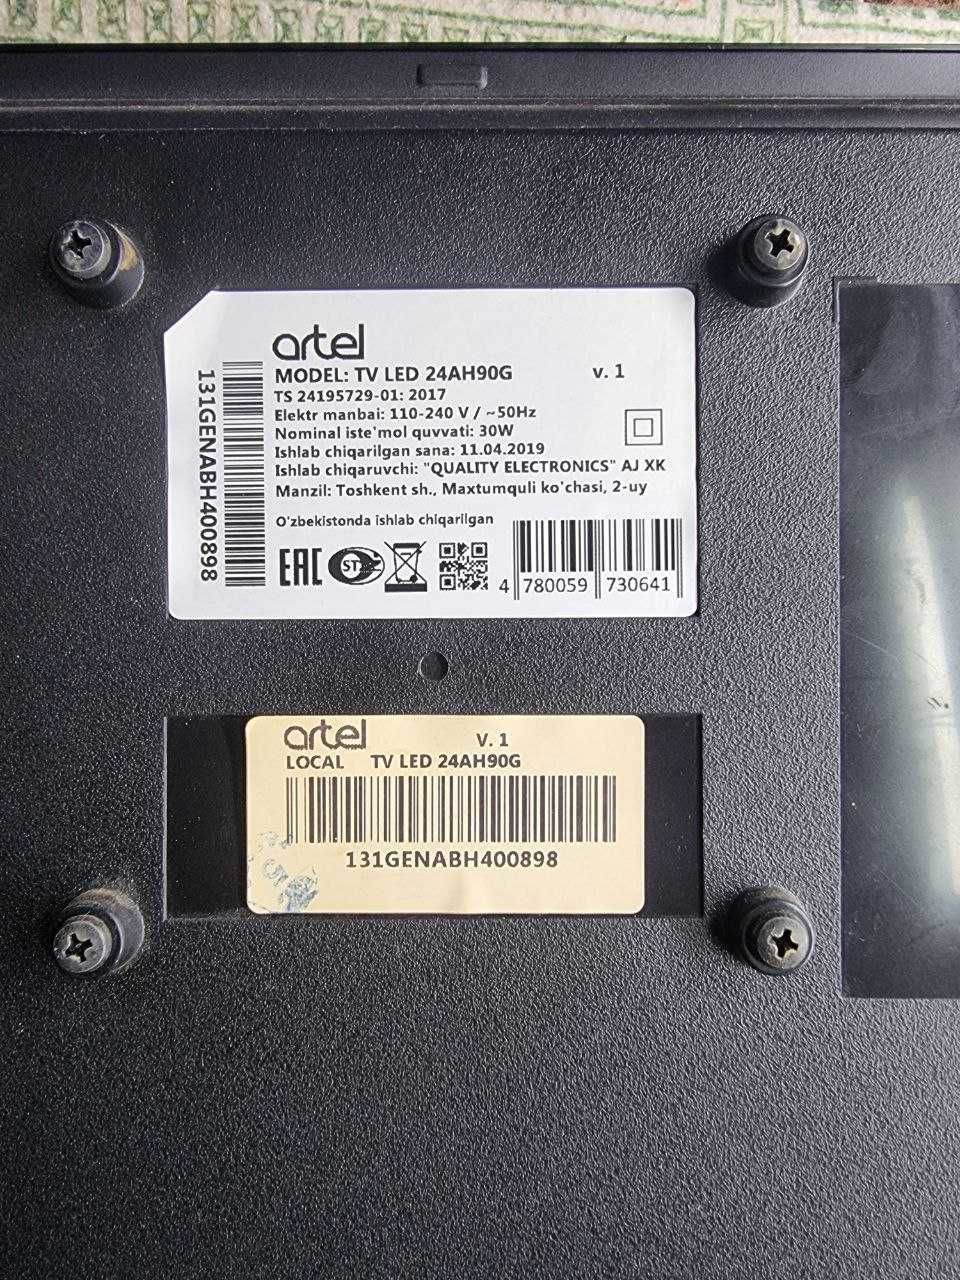 artel
MODEL: TV LED 24AH90G v. 1
TS 24195729-01: 2017
Elektr manbai: 110-240 V / ~50Hz
Nominal iste'mol quvvati: 30W
Ishlab chiqarilgan sana: 11.04.2019
Ishlab chiqaruvchi: "QUALITY ELECTRONICS" AJ XK
Manzil: Toshkent sh., Maxtumquli ko'chasi, 2-uy
O'zbekistonda ishlab chiqarilgan
131GENABH400898
EAC ST
4 780059 730641
artel V. 1
LOCAL TV LED 24AH90G
131GENABH400898